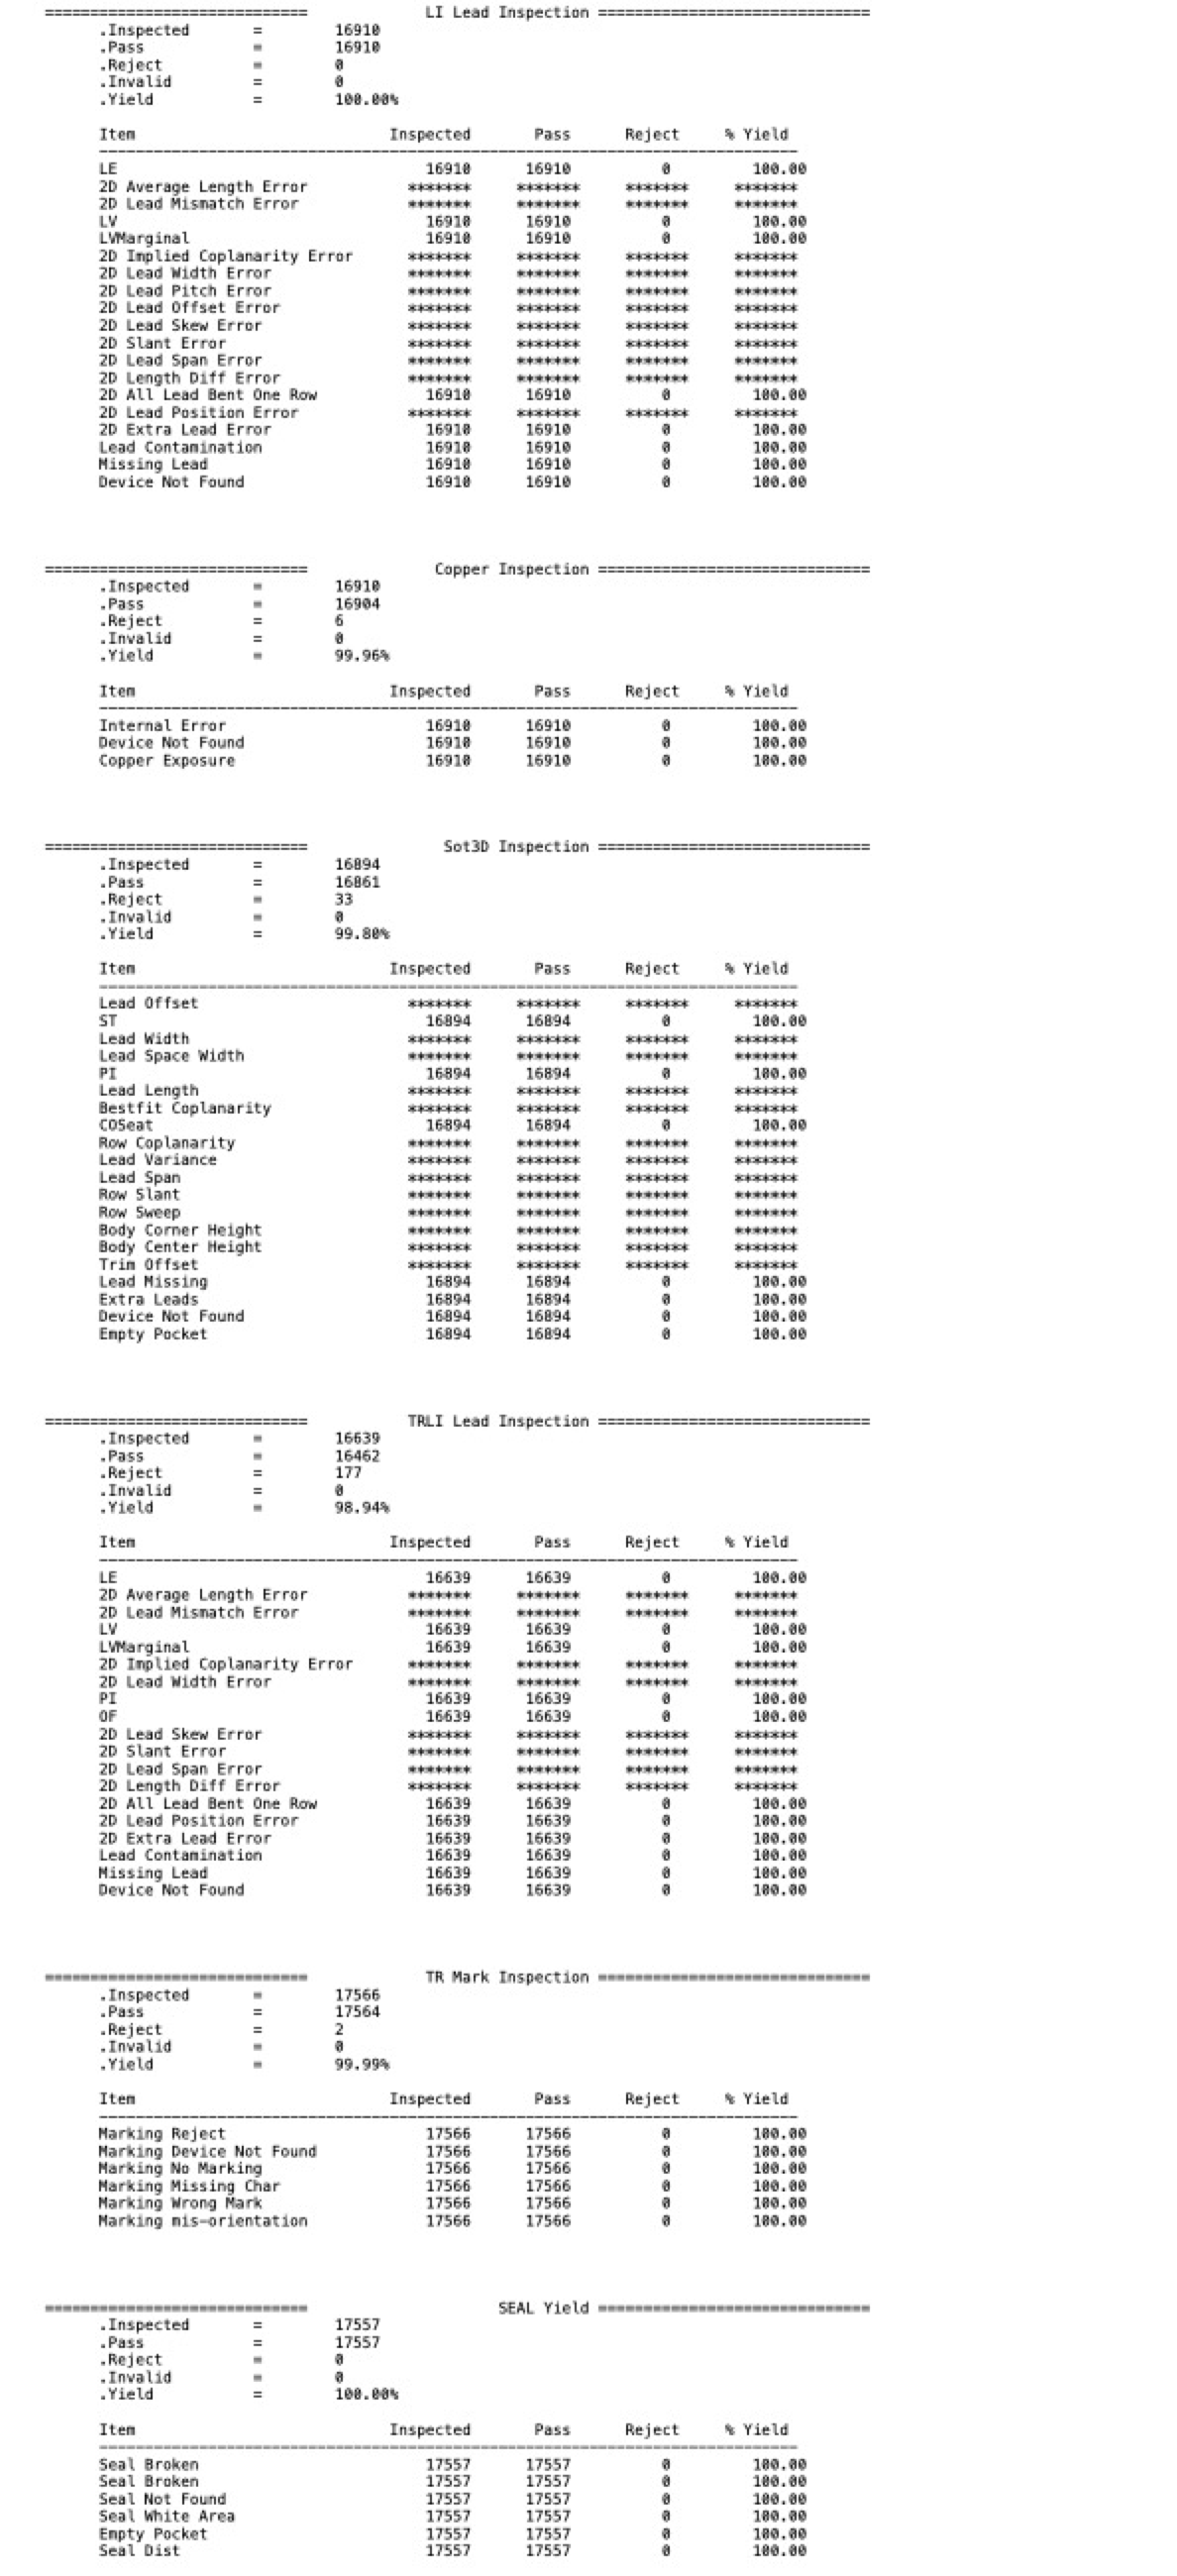 ============================= LI Lead Inspection ==============================
.Inspected = 16910
.Pass = 16910
.Reject = 0
.Invalid = 0
.Yield = 100.00%
Item Inspected Pass Reject % Yield
-----------------------------------------------------------------------------
LE 16910 16910 0 100.00
2D Average Length Error ******* ******* ******* *******
2D Lead Mismatch Error ******* ******* ******* *******
LV 16910 16910 0 100.00
LVMarginal 16910 16910 0 100.00
2D Implied Coplanarity Error ******* ******* ******* *******
2D Lead Width Error ******* ******* ******* *******
2D Lead Pitch Error ******* ******* ******* *******
2D Lead Offset Error ******* ******* ******* *******
2D Lead Skew Error ******* ******* ******* *******
2D Slant Error ******* ******* ******* *******
2D Lead Span Error ******* ******* ******* *******
2D Length Diff Error ******* ******* ******* *******
2D All Lead Bent One Row 16910 16910 0 100.00
2D Lead Position Error ******* ******* ******* *******
2D Extra Lead Error 16910 16910 0 100.00
Lead Contamination 16910 16910 0 100.00
Missing Lead 16910 16910 0 100.00
Device Not Found 16910 16910 0 100.00
============================= Copper Inspection ==============================
.Inspected = 16910
.Pass = 16904
.Reject = 6
.Invalid = 0
.Yield = 99.96%
Item Inspected Pass Reject % Yield
-----------------------------------------------------------------------------
Internal Error 16910 16910 0 100.00
Device Not Found 16910 16910 0 100.00
Copper Exposure 16910 16910 0 100.00
============================= Sot3D Inspection ==============================
.Inspected = 16894
.Pass = 16861
.Reject = 33
.Invalid = 0
.Yield = 99.80%
Item Inspected Pass Reject % Yield
-----------------------------------------------------------------------------
Lead Offset ******* ******* ******* *******
ST 16894 16894 0 100.00
Lead Width ******* ******* ******* *******
Lead Space Width ******* ******* ******* *******
PI 16894 16894 0 100.00
Lead Length ******* ******* ******* *******
Bestfit Coplanarity ******* ******* ******* *******
COSeat 16894 16894 0 100.00
Row Coplanarity ******* ******* ******* *******
Lead Variance ******* ******* ******* *******
Lead Span ******* ******* ******* *******
Row Slant ******* ******* ******* *******
Row Sweep ******* ******* ******* *******
Body Corner Height ******* ******* ******* *******
Body Center Height ******* ******* ******* *******
Trim Offset ******* ******* ******* *******
Lead Missing 16894 16894 0 100.00
Extra Leads 16894 16894 0 100.00
Device Not Found 16894 16894 0 100.00
Empty Pocket 16894 16894 0 100.00
============================= TRLI Lead Inspection ==============================
.Inspected = 16639
.Pass = 16462
.Reject = 177
.Invalid = 0
.Yield = 98.94%
Item Inspected Pass Reject % Yield
-----------------------------------------------------------------------------
LE 16639 16639 0 100.00
2D Average Length Error ******* ******* ******* *******
2D Lead Mismatch Error ******* ******* ******* *******
LV 16639 16639 0 100.00
LVMarginal 16639 16639 0 100.00
2D Implied Coplanarity Error ******* ******* ******* *******
2D Lead Width Error ******* ******* ******* *******
PI 16639 16639 0 100.00
OF 16639 16639 0 100.00
2D Lead Skew Error ******* ******* ******* *******
2D Slant Error ******* ******* ******* *******
2D Lead Span Error ******* ******* ******* *******
2D Length Diff Error ******* ******* ******* *******
2D All Lead Bent One Row 16639 16639 0 100.00
2D Lead Position Error 16639 16639 0 100.00
2D Extra Lead Error 16639 16639 0 100.00
Lead Contamination 16639 16639 0 100.00
Missing Lead 16639 16639 0 100.00
Device Not Found 16639 16639 0 100.00
============================= TR Mark Inspection ==============================
.Inspected = 17566
.Pass = 17564
.Reject = 2
.Invalid = 0
.Yield = 99.99%
Item Inspected Pass Reject % Yield
-----------------------------------------------------------------------------
Marking Reject 17566 17566 0 100.00
Marking Device Not Found 17566 17566 0 100.00
Marking No Marking 17566 17566 0 100.00
Marking Missing Char 17566 17566 0 100.00
Marking Wrong Mark 17566 17566 0 100.00
Marking mis-orientation 17566 17566 0 100.00
============================= SEAL Yield ==============================
.Inspected = 17557
.Pass = 17557
.Reject = 0
.Invalid = 0
.Yield = 100.00%
Item Inspected Pass Reject % Yield
-----------------------------------------------------------------------------
Seal Broken 17557 17557 0 100.00
Seal Broken 17557 17557 0 100.00
Seal Not Found 17557 17557 0 100.00
Seal White Area 17557 17557 0 100.00
Empty Pocket 17557 17557 0 100.00
Seal Dist 17557 17557 0 100.00